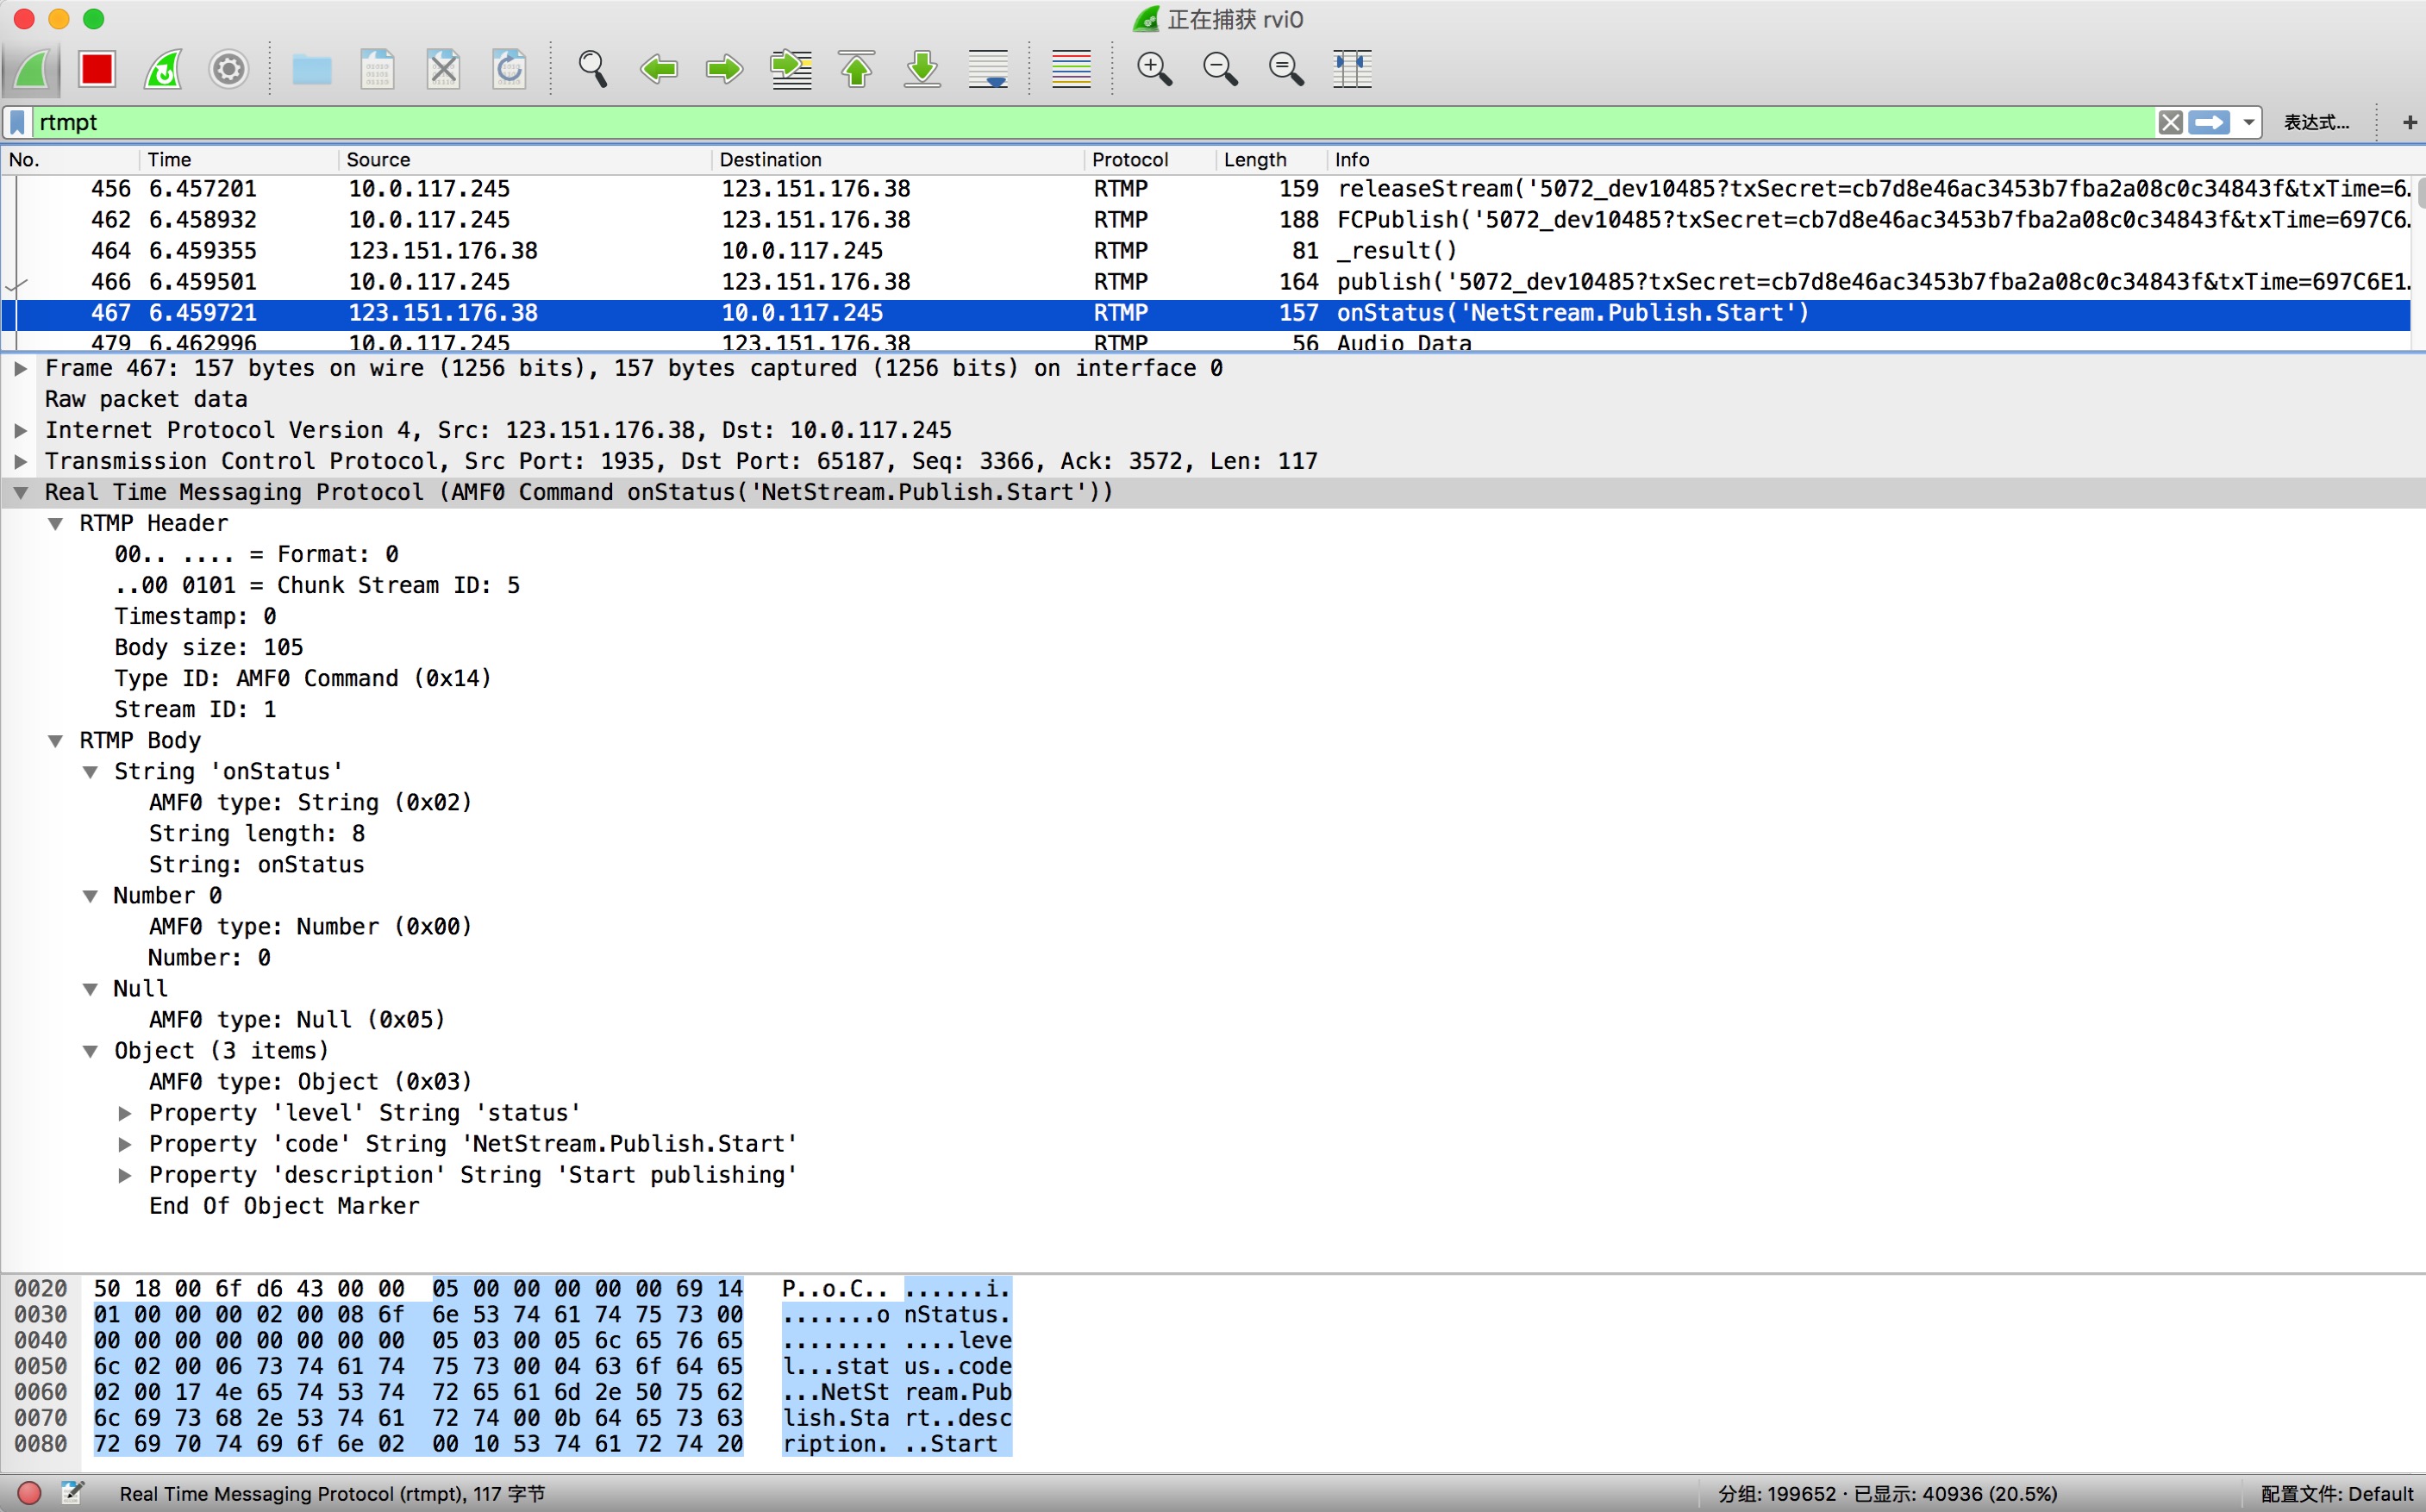 正在捕获 rvi0
rtmpt
表达式...
+
No. Time Source Destination Protocol Length Info
456 6.457201 10.0.117.245 123.151.176.38 RTMP 159 releaseStream('5072_dev10485?txSecret=cb7d8e46ac3453b7fba2a08c0c34843f&txTime=6…
462 6.458932 10.0.117.245 123.151.176.38 RTMP 188 FCPublish('5072_dev10485?txSecret=cb7d8e46ac3453b7fba2a08c0c34843f&txTime=697C6…
464 6.459355 123.151.176.38 10.0.117.245 RTMP 81 _result()
466 6.459501 10.0.117.245 123.151.176.38 RTMP 164 publish('5072_dev10485?txSecret=cb7d8e46ac3453b7fba2a08c0c34843f&txTime=697C6E1…
467 6.459721 123.151.176.38 10.0.117.245 RTMP 157 onStatus('NetStream.Publish.Start')
479 6.462996 10.0.117.245 123.151.176.38 RTMP 56 Audio Data
Frame 467: 157 bytes on wire (1256 bits), 157 bytes captured (1256 bits) on interface 0
Raw packet data
Internet Protocol Version 4, Src: 123.151.176.38, Dst: 10.0.117.245
Transmission Control Protocol, Src Port: 1935, Dst Port: 65187, Seq: 3366, Ack: 3572, Len: 117
Real Time Messaging Protocol (AMF0 Command onStatus('NetStream.Publish.Start'))
RTMP Header
00.. .... = Format: 0
..00 0101 = Chunk Stream ID: 5
Timestamp: 0
Body size: 105
Type ID: AMF0 Command (0x14)
Stream ID: 1
RTMP Body
String 'onStatus'
AMF0 type: String (0x02)
String length: 8
String: onStatus
Number 0
AMF0 type: Number (0x00)
Number: 0
Null
AMF0 type: Null (0x05)
Object (3 items)
AMF0 type: Object (0x03)
Property 'level' String 'status'
Property 'code' String 'NetStream.Publish.Start'
Property 'description' String 'Start publishing'
End Of Object Marker
0020 50 18 00 6f d6 43 00 00 05 00 00 00 00 00 69 14 P..o.C.. ......i.
0030 01 00 00 00 02 00 08 6f 6e 53 74 61 74 75 73 00 .......o nStatus.
0040 00 00 00 00 00 00 00 00 05 03 00 05 6c 65 76 65 ........ ....leve
0050 6c 02 00 06 73 74 61 74 75 73 00 04 63 6f 64 65 l...stat us..code
0060 02 00 17 4e 65 74 53 74 72 65 61 6d 2e 50 75 62 ...NetSt ream.Pub
0070 6c 69 73 68 2e 53 74 61 72 74 00 0b 64 65 73 63 lish.Sta rt..desc
0080 72 69 70 74 69 6f 6e 02 00 10 53 74 61 72 74 20 ription. ..Start
Real Time Messaging Protocol (rtmpt), 117 字节
分组: 199652 · 已显示: 40936 (20.5%)
配置文件: Default